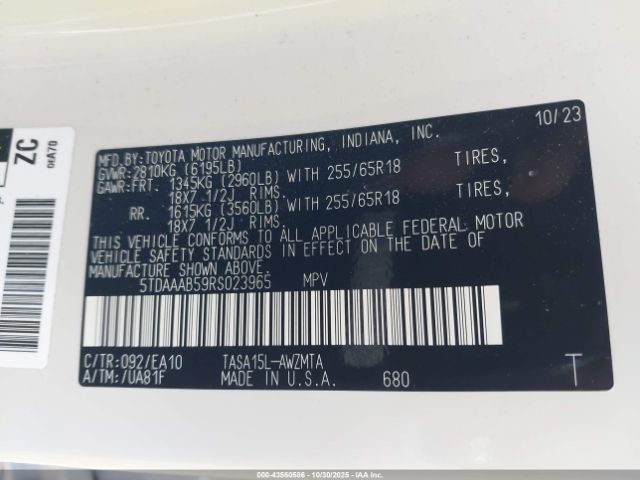 ZC
0RA70
10/23
MFD.BY:TOYOTA MOTOR MANUFACTURING, INDIANA, INC.
GVWR:2810KG (6195LB)
GAWR:FRT. 1345KG (2960LB) WITH 255/65R18 TIRES,
18X7 1/2J RIMS
RR. 1615KG (3560LB) WITH 255/65R18 TIRES,
18X7 1/2J RIMS
THIS VEHICLE CONFORMS TO ALL APPLICABLE FEDERAL MOTOR
VEHICLE SAFETY STANDARDS IN EFFECT ON THE DATE OF
MANUFACTURE SHOWN ABOVE.
5TDAAAB59RS023965 MPV
C/TR:092/EA10 TASA15L-AWZMTA
A/TM:/UA81F MADE IN U.S.A. 680 T
000-43560586 - 10/30/2025 - IAA Inc. - Copart